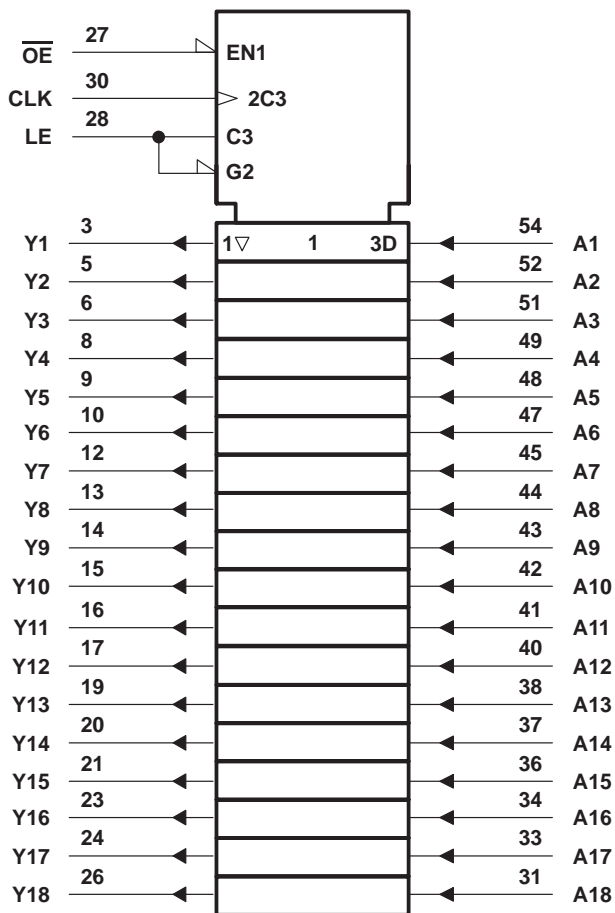 27
OE EN1
30
CLK 2C3
28
LE C3
G2
3 54
Y1 1▽ 1 3D A1
5 52
Y2 A2
6 51
Y3 A3
8 49
Y4 A4
9 48
Y5 A5
10 47
Y6 A6
12 45
Y7 A7
13 44
Y8 A8
14 43
Y9 A9
15 42
Y10 A10
16 41
Y11 A11
17 40
Y12 A12
19 38
Y13 A13
20 37
Y14 A14
21 36
Y15 A15
23 34
Y16 A16
24 33
Y17 A17
26 31
Y18 A18